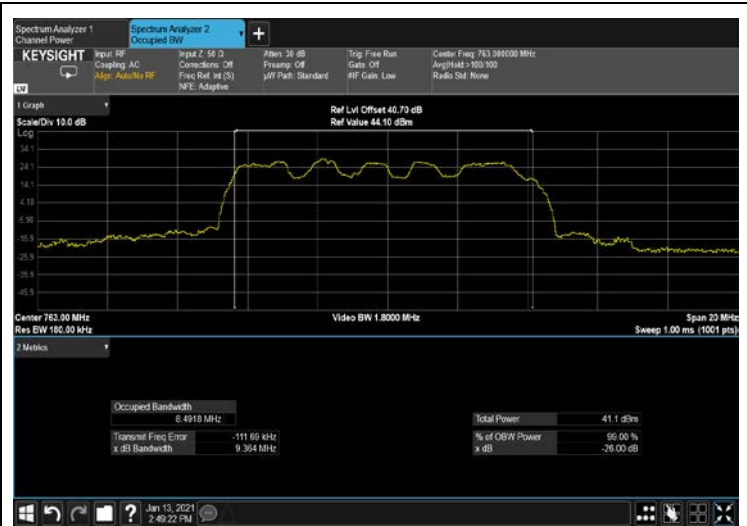 Spectrum Analyzer 1
Channel Power
Spectrum Analyzer 2
Occupied BW
+
KEYSIGHT
Input: RF
Coupling: AC
Align: Auto/No RF
Input Z: 50 Ω
Corrections: Off
Freq Ref: Int (S)
NFE: Adaptive
Atten: 30 dB
Preamp: Off
µW Path: Standard
Trig: Free Run
Gate: Off
#IF Gain: Low
Center Freq: 763.000000 MHz
Avg|Hold:>100/100
Radio Std: None
1 Graph
Scale/Div 10.0 dB
Ref Lvl Offset 40.70 dB
Ref Value 44.10 dBm
Log
34.1
24.1
14.1
4.10
-5.90
-15.9
-25.9
-35.9
-45.9
Center 763.00 MHz
Res BW 180.00 kHz
Video BW 1.8000 MHz
Span 20 MHz
Sweep 1.00 ms (1001 pts)
2 Metrics
Occupied Bandwidth
8.4918 MHz
Transmit Freq Error -111.69 kHz
x dB Bandwidth 9.364 MHz
Total Power 41.1 dBm
% of OBW Power 99.00 %
x dB -26.00 dB
?
Jan 13, 2021
2:49:22 PM